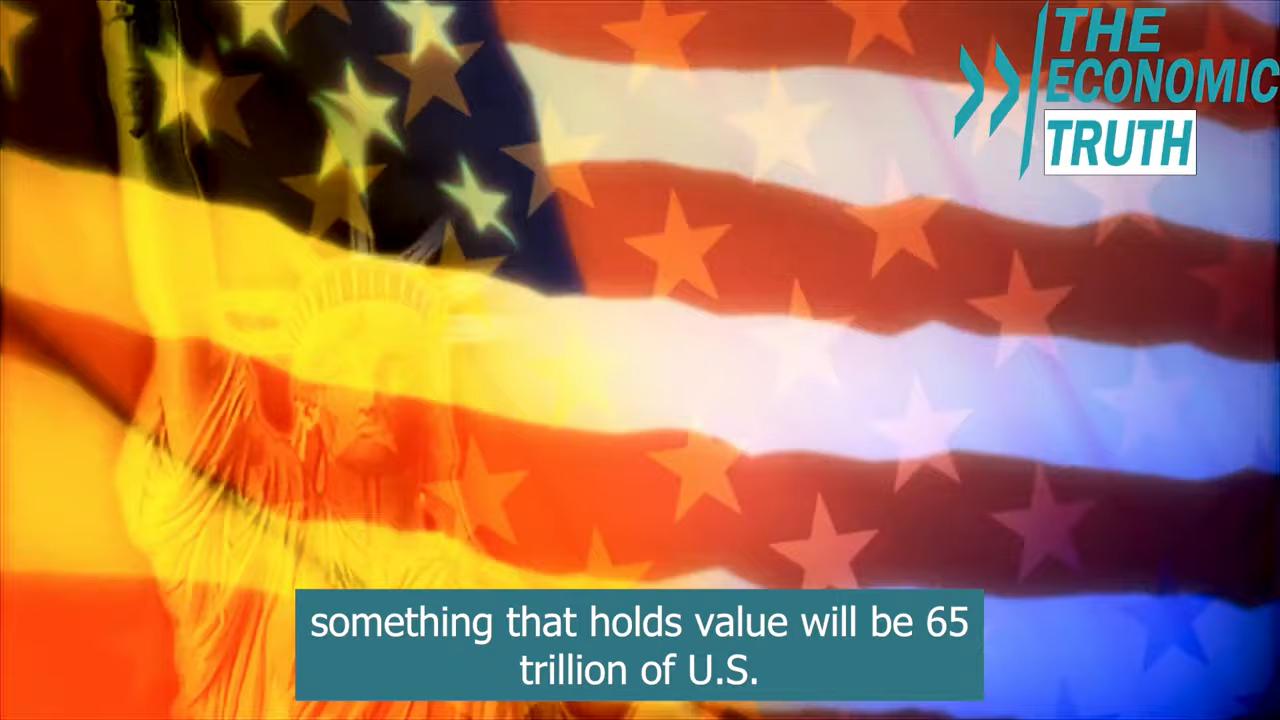 THE
ECONOMIC
TRUTH
something that holds value will be 65
trillion of U.S.